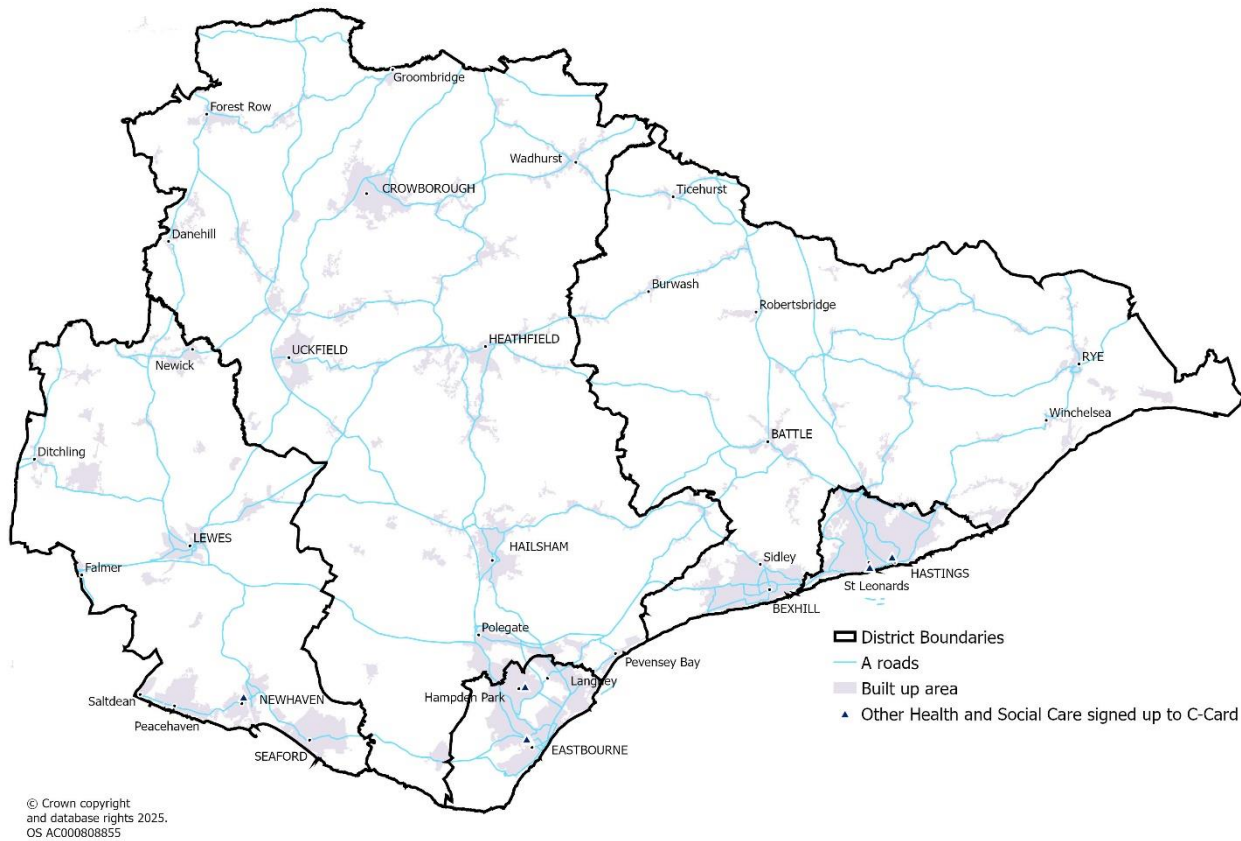 Groombridge
Forest Row
Wadhurst
CROWBOROUGH
Ticehurst
Danehill
Burwash
Robertsbridge
HEATHFIELD
UCKFIELD
Newick
RYE
Winchelsea
BATTLE
Ditchling
LEWES
HAILSHAM
Sidley
HASTINGS
St Leonards
Falmer
BEXHILL
Polegate
Pevensey Bay
Langney
Hampden Park
Saltdean
NEWHAVEN
Peacehaven
SEAFORD
EASTBOURNE
District Boundaries
A roads
Built up area
Other Health and Social Care signed up to C-Card
© Crown copyright
and database rights 2025.
OS AC000808855